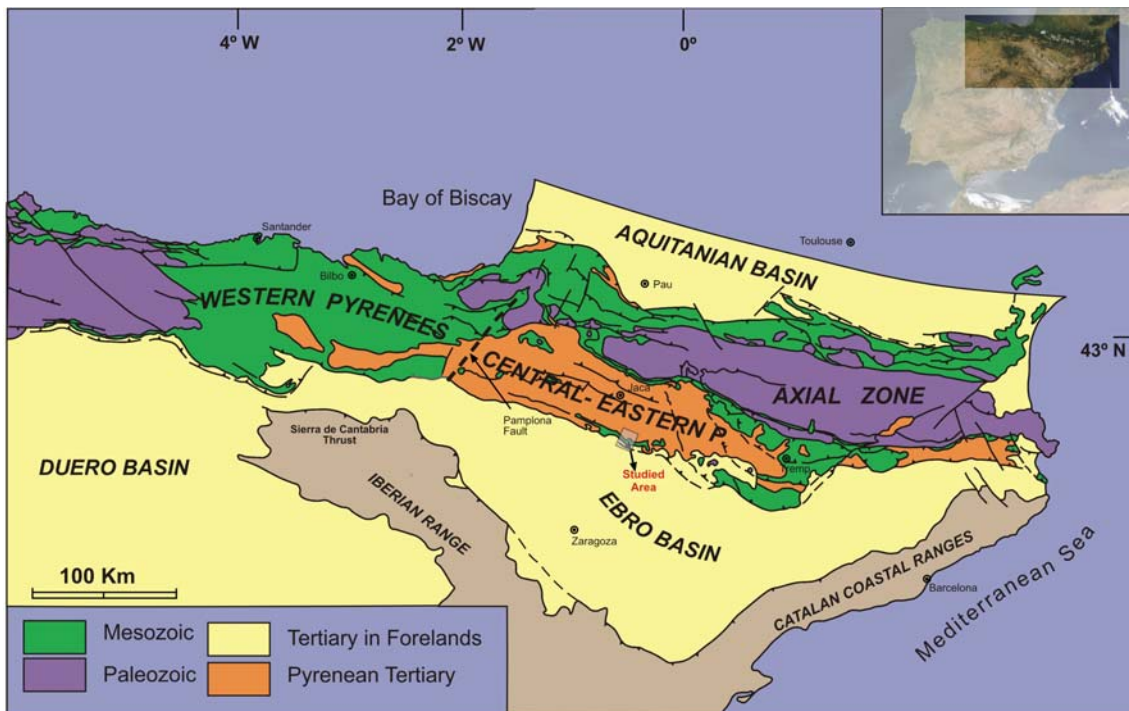 4º W
2º W
0º
Bay of Biscay
Santander
Bilbo
AQUITANIAN BASIN
Toulouse
Pau
WESTERN PYRENEES
43º N
CENTRAL- EASTERN P
Jaca
AXIAL ZONE
Pamplona
Fault
Tremp
Studied
Area
Sierra de Cantabria
Thrust
DUERO BASIN
IBERIAN RANGE
EBRO BASIN
Zaragoza
CATALAN COASTAL RANGES
Barcelona
Mediterranean Sea
100 Km
Mesozoic
Tertiary in Forelands
Paleozoic
Pyrenean Tertiary